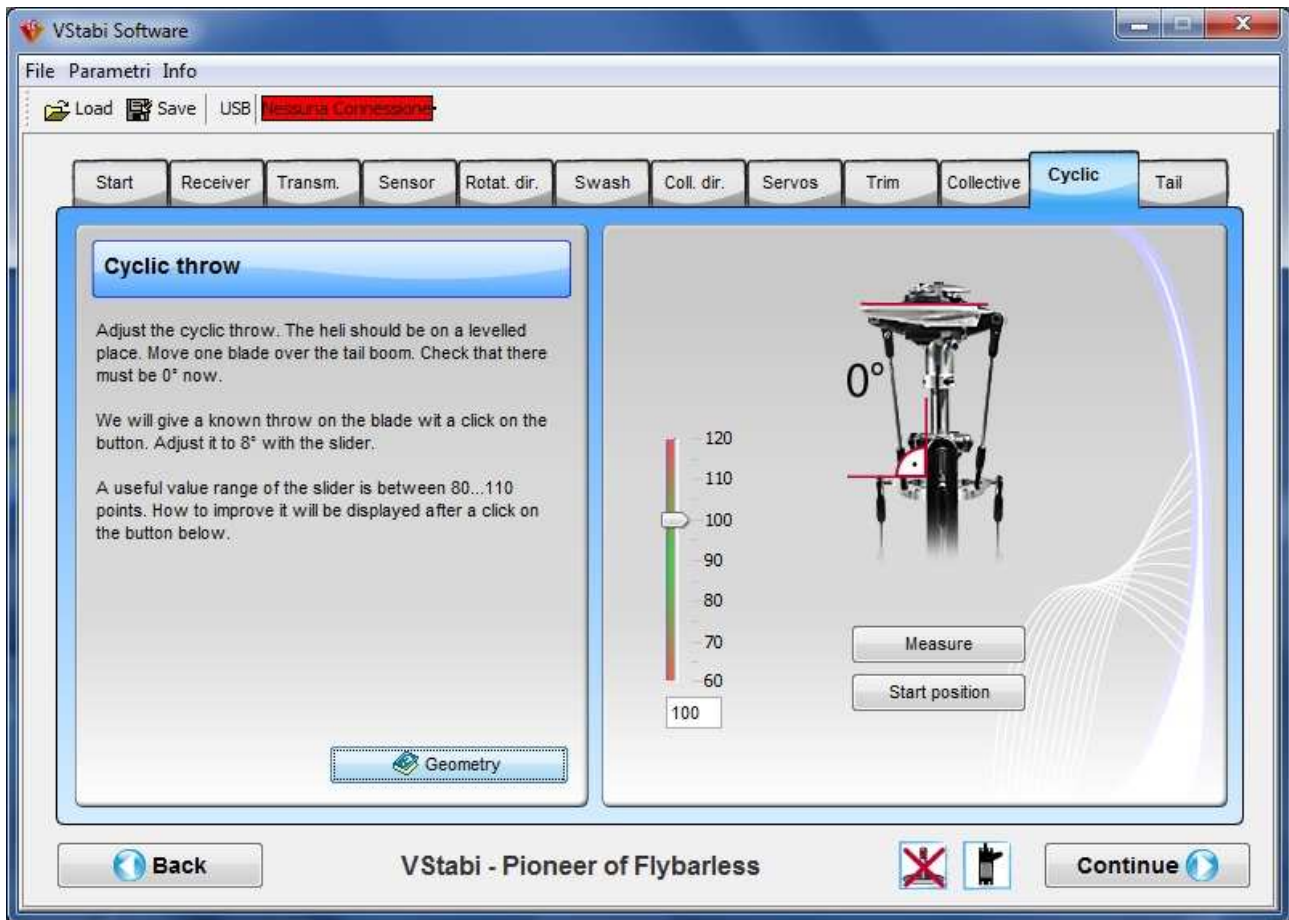 VStabi Software
File Parametri Info
Load Save USB Nessuna Connessione
Start Receiver Transm. Sensor Rotat. dir. Swash Coll. dir. Servos Trim Collective Cyclic Tail
Cyclic throw
Adjust the cyclic throw. The heli should be on a levelled
place. Move one blade over the tail boom. Check that there
must be 0° now.
We will give a known throw on the blade wit a click on the
button. Adjust it to 8° with the slider.
A useful value range of the slider is between 80...110
points. How to improve it will be displayed after a click on
the button below.
Geometry
0°
120
110
100
90
80
70
60
100
Measure
Start position
Back
VStabi - Pioneer of Flybarless
Continue